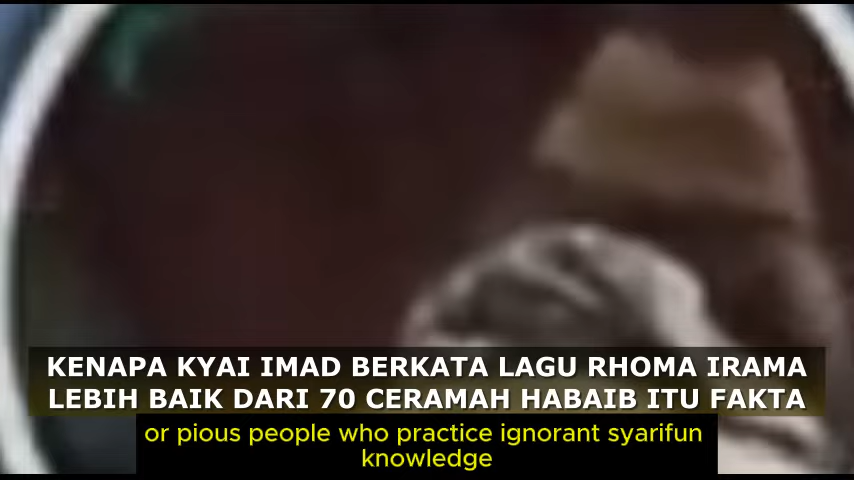 KENAPA KYAI IMAD BERKATA LAGU RHOMA IRAMA
LEBIH BAIK DARI 70 CERAMAH HABAIB ITU FAKTA
or pious people who practice ignorant syarifun
knowledge